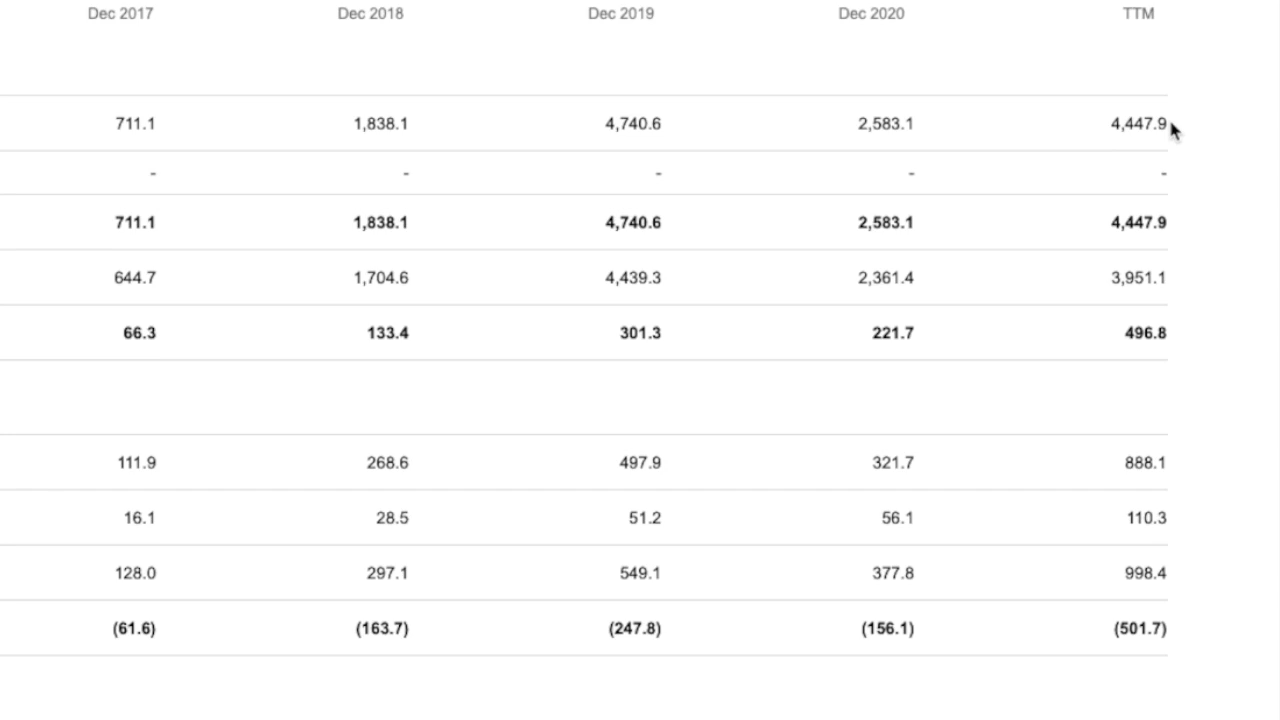 Dec 2017 Dec 2018 Dec 2019 Dec 2020 TTM
711.1 1,838.1 4,740.6 2,583.1 4,447.9
- - - - -
711.1 1,838.1 4,740.6 2,583.1 4,447.9
644.7 1,704.6 4,439.3 2,361.4 3,951.1
66.3 133.4 301.3 221.7 496.8
111.9 268.6 497.9 321.7 888.1
16.1 28.5 51.2 56.1 110.3
128.0 297.1 549.1 377.8 998.4
(61.6) (163.7) (247.8) (156.1) (501.7)